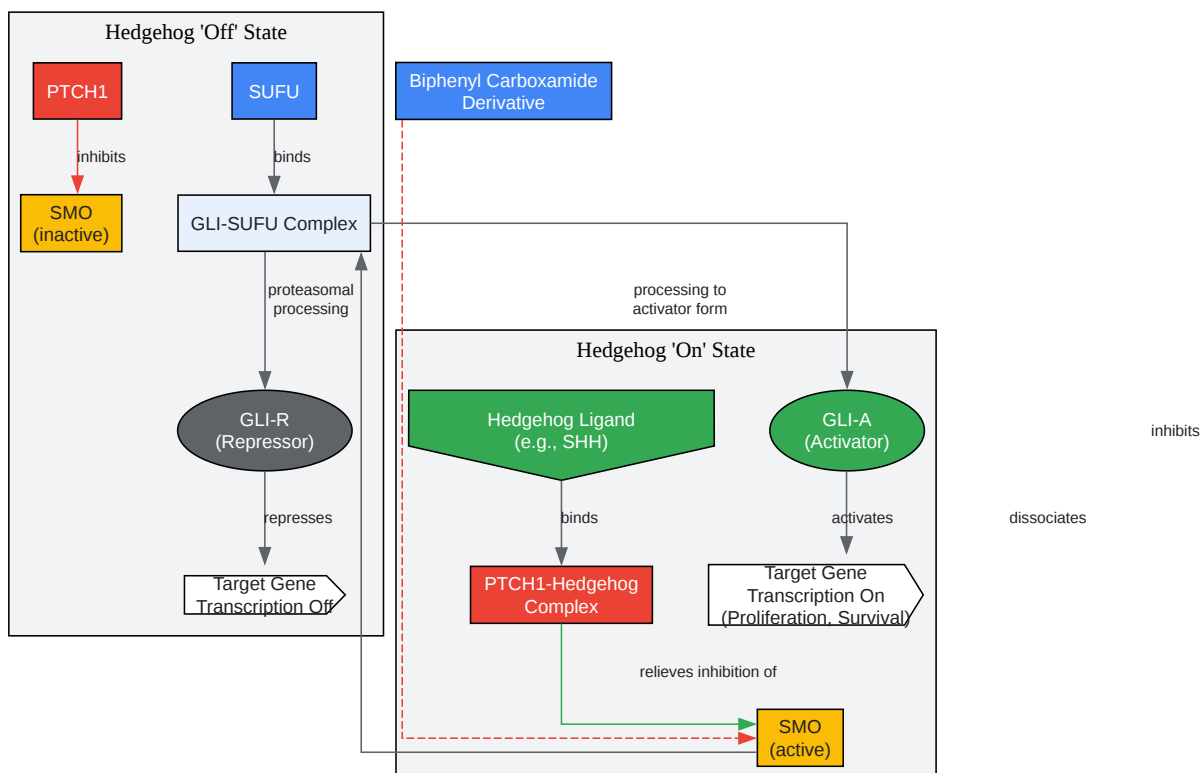 Hedgehog 'Off' State
PTCH1
SUFU
Biphenyl Carboxamide
Derivative
inhibits
binds
SMO
(inactive)
GLI-SUFU Complex
proteasomal
processing
processing to
activator form
Hedgehog 'On' State
GLI-R
(Repressor)
Hedgehog Ligand
(e.g., SHH)
GLI-A
(Activator)
inhibits
represses
binds
activates
dissociates
Target Gene
Transcription Off
PTCH1-Hedgehog
Complex
Target Gene
Transcription On
(Proliferation, Survival)
relieves inhibition of
SMO
(active)